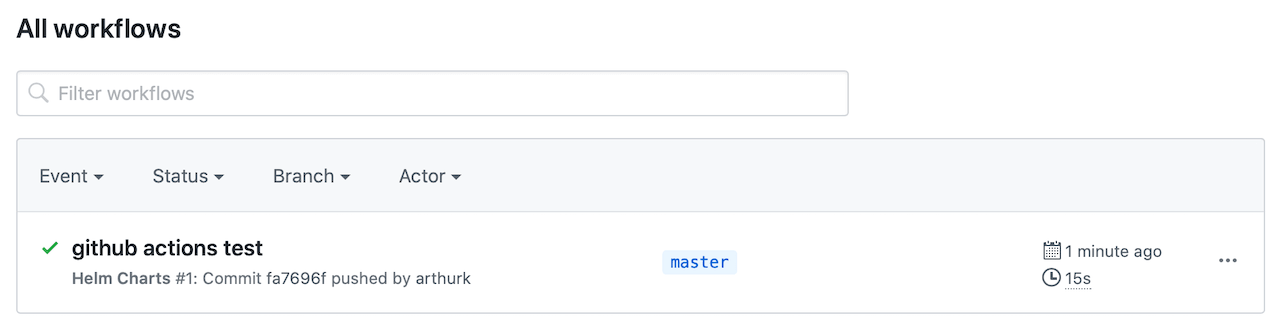 All workflows
Filter workflows
Event Status Branch Actor
github actions test
Helm Charts #1: Commit fa7696f pushed by arthurk
master
1 minute ago
15s